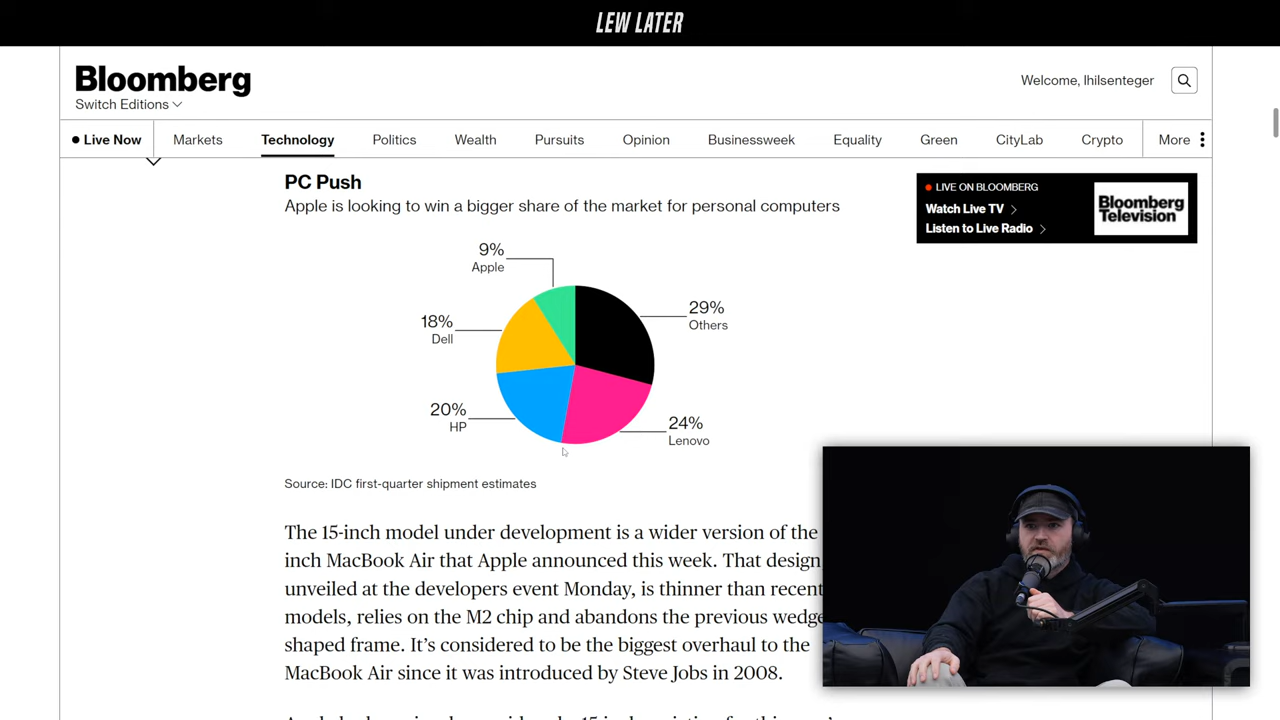 LEW LATER
Bloomberg
Switch Editions
Welcome, lhilsenteger
Live Now
Markets
Technology
Politics
Wealth
Pursuits
Opinion
Businessweek
Equality
Green
CityLab
Crypto
More
PC Push
Apple is looking to win a bigger share of the market for personal computers
LIVE ON BLOOMBERG
Watch Live TV
Listen to Live Radio
Bloomberg
Television
9%
Apple
29%
Others
18%
Dell
20%
HP
24%
Lenovo
Source: IDC first-quarter shipment estimates
The 15-inch model under development is a wider version of the
inch MacBook Air that Apple announced this week. That design,
unveiled at the developers event Monday, is thinner than recent
models, relies on the M2 chip and abandons the previous wedge
shaped frame. It's considered to be the biggest overhaul to the
MacBook Air since it was introduced by Steve Jobs in 2008.